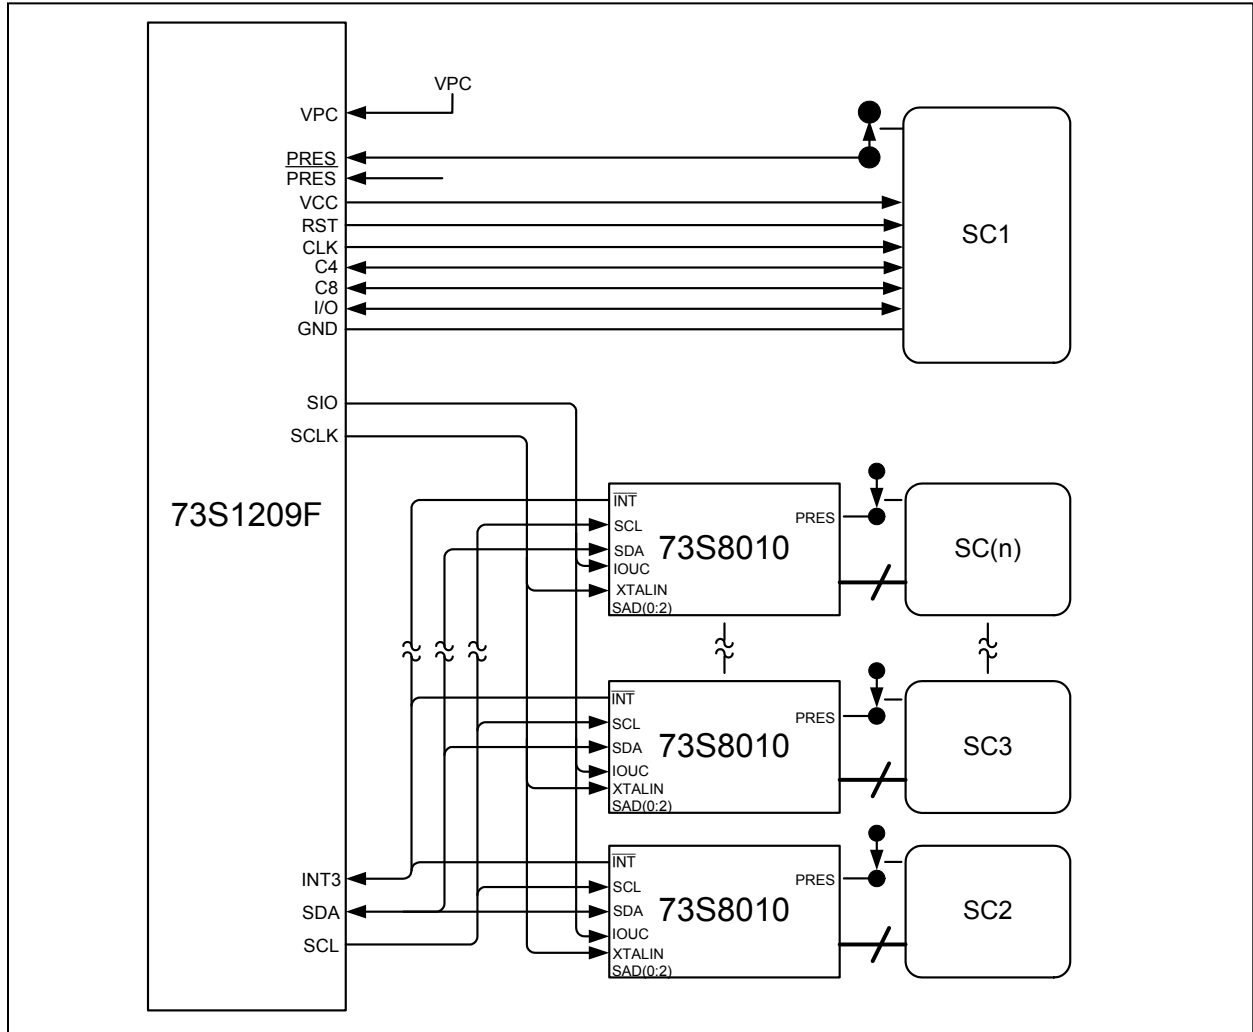 VPC
VPC
PRES
PRES
VCC
RST
CLK
C4
C8
I/O
GND
SC1
SIO
SCLK
73S1209F
INT
SCL
SDA
IOUC
XTALIN
SAD(0:2)
73S8010
PRES
SC(n)
INT
SCL
SDA
IOUC
XTALIN
SAD(0:2)
73S8010
PRES
SC3
INT
SCL
SDA
IOUC
XTALIN
SAD(0:2)
73S8010
PRES
SC2
INT3
SDA
SCL